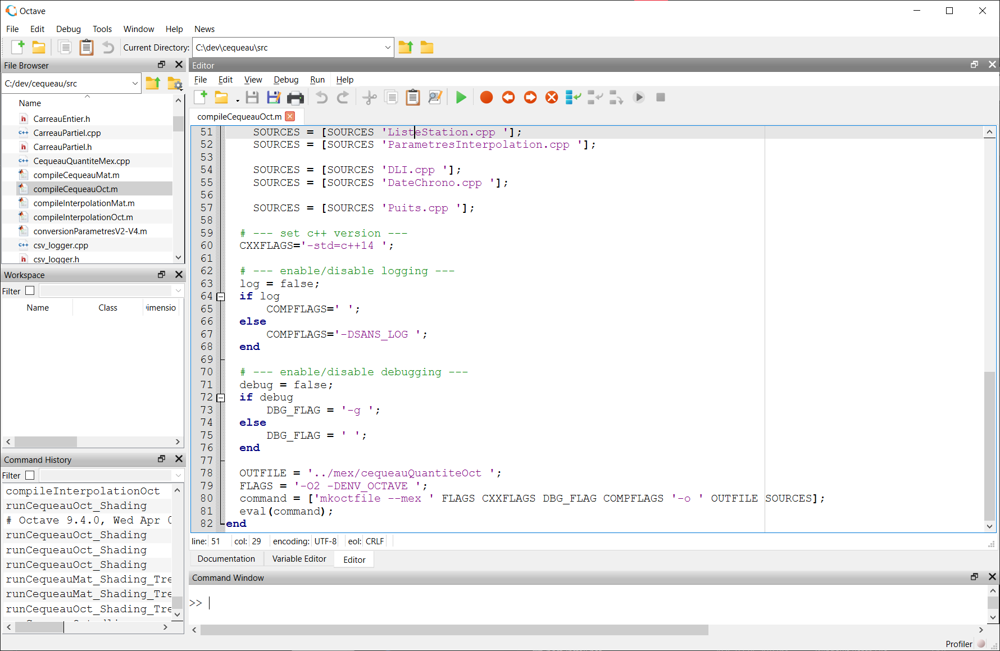 Octave
File Edit Debug Tools Window Help News
Current Directory: C:\dev\cequeau\src
File Browser
C:/dev/cequeau/src
Name
CarreauEntier.h
CarreauPartiel.cpp
CarreauPartiel.h
CequeauQuantiteMex.cpp
compileCequeauMat.m
compileCequeauOct.m
compileInterpolationMat.m
compileInterpolationOct.m
conversionParametresV2-V4.m
csv_logger.cpp
csv_logger.h
Workspace
Filter
Name Class Dimensio
Command History
Filter
compileInterpolationOct
runCequeauOct_Shading
# Octave 9.4.0, Wed Apr 0
runCequeauOct_Shading
runCequeauOct_Shading
runCequeauOct_Shading
runCequeauMat_Shading_Tre
runCequeauMat_Shading_Tre
runCequeauOct_Shading_Tre
Editor
File Edit View Debug Run Help
compileCequeauOct.m
51 SOURCES = [SOURCES 'ListeStation.cpp '];
52 SOURCES = [SOURCES 'ParametresInterpolation.cpp '];
53
54 SOURCES = [SOURCES 'DLI.cpp '];
55 SOURCES = [SOURCES 'DateChrono.cpp '];
56
57 SOURCES = [SOURCES 'Puits.cpp '];
58
59 # --- set c++ version ---
60 CXXFLAGS='-std=c++14 ';
61
62 # --- enable/disable logging ---
63 log = false;
64 if log
65 COMPFLAGS=' ';
66 else
67 COMPFLAGS='-DSANS_LOG ';
68 end
69
70 # --- enable/disable debugging ---
71 debug = false;
72 if debug
73 DBG_FLAG = '-g ';
74 else
75 DBG_FLAG = ' ';
76 end
77
78 OUTFILE = '../mex/cequeauQuantiteOct ';
79 FLAGS = '-O2 -DENV_OCTAVE ';
80 command = ['mkoctfile --mex ' FLAGS CXXFLAGS DBG_FLAG COMPFLAGS '-o ' OUTFILE SOURCES];
81 eval(command);
82 end
line: 51 col: 29 encoding: UTF-8 eol: CRLF
Documentation Variable Editor Editor
Command Window
>>
Profiler